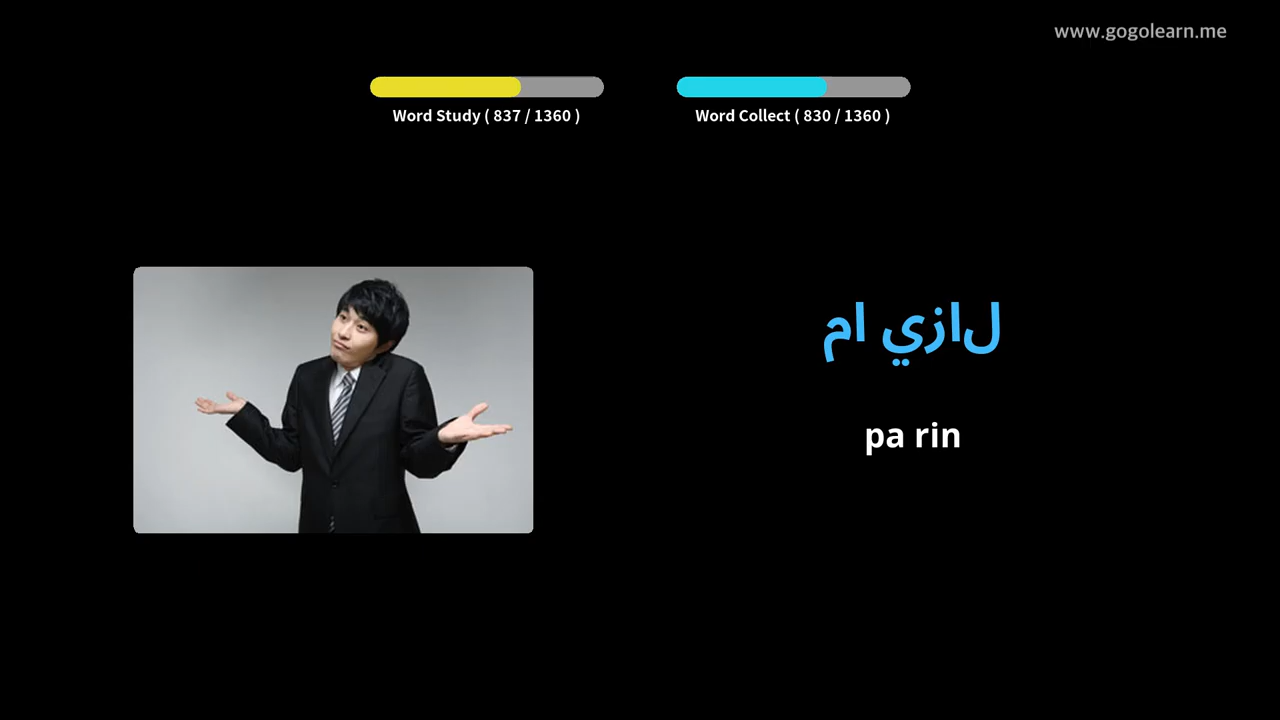 www.gogolearn.me
Word Study ( 837 / 1360 )
Word Collect ( 830 / 1360 )
لازي ام
pa rin